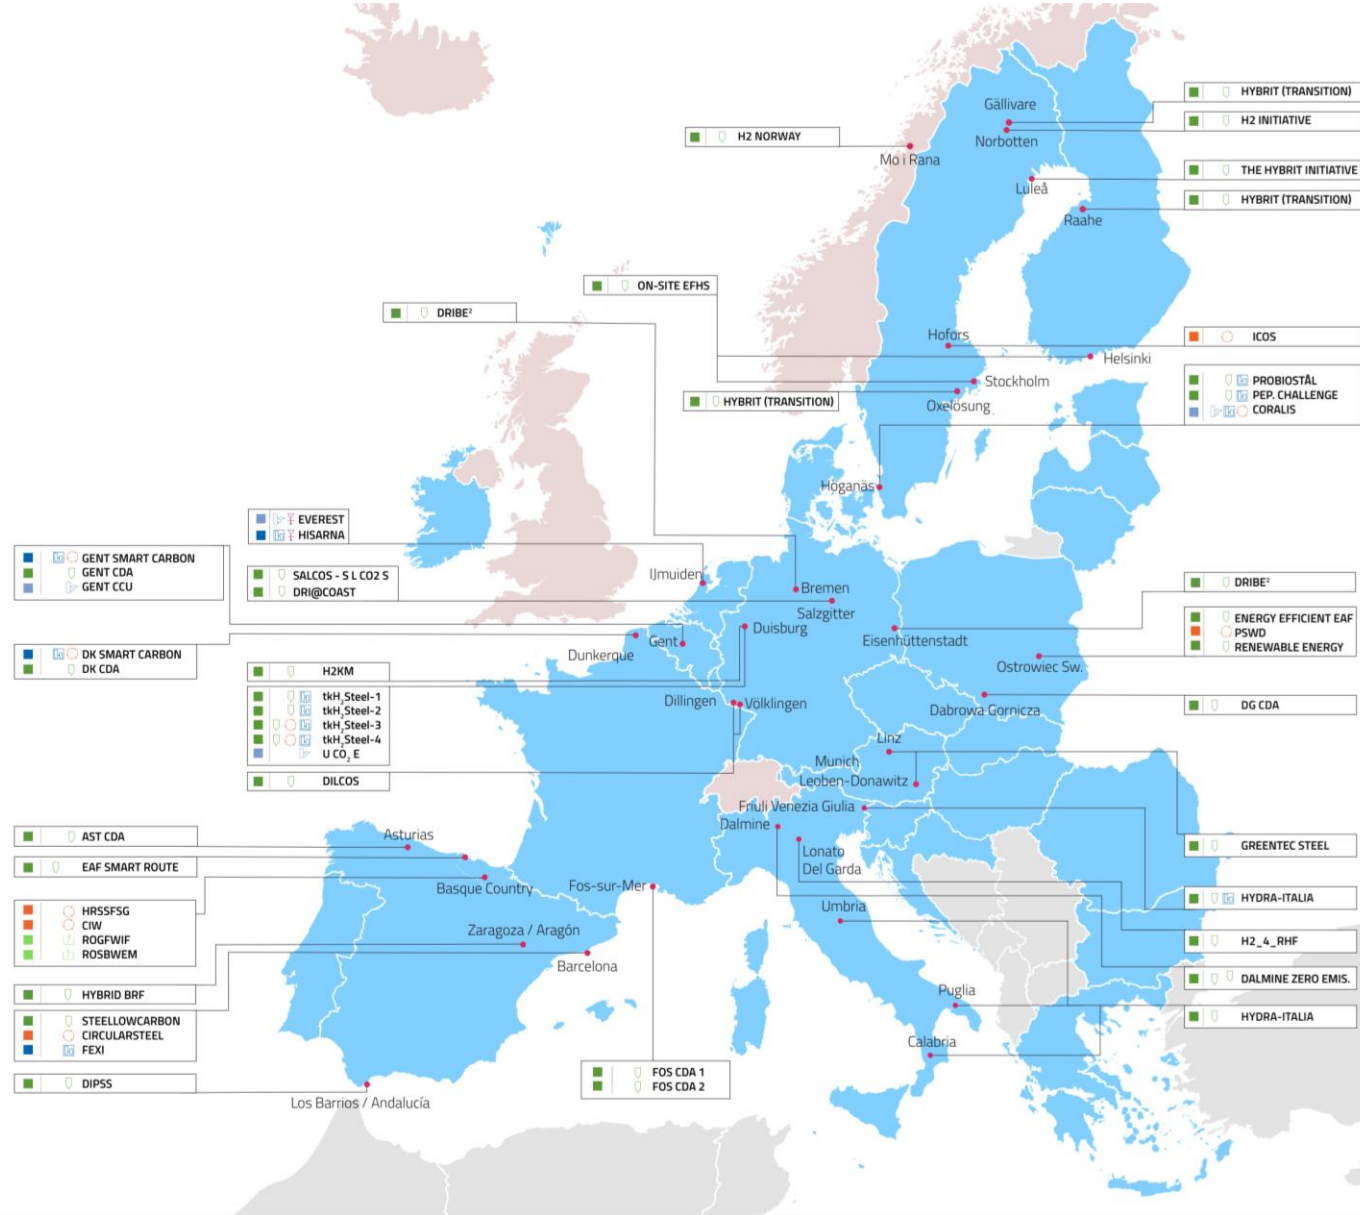 HYBRIT (TRANSITION)
Gällivare
H2 INITIATIVE
H2 NORWAY
Norbotten
Mo i Rana
THE HYBRIT INITIATIVE
Luleå
HYBRIT (TRANSITION)
Raahe
ON-SITE EFHS
DRIBE²
Hofors
ICOS
Helsinki
Stockholm
PROBIOSTÅL
PEP. CHALLENGE
CORALIS
HYBRIT (TRANSITION)
Oxelosung
Höganäs
EVEREST
HISARNA
GENT SMART CARBON
GENT CDA
GENT CCU
SALCOS - S L CO2 S
DRI@COAST
IJmuiden
Bremen
Salzgitter
DRIBE²
ENERGY EFFICIENT EAF
PSWD
RENEWABLE ENERGY
Duisburg
Eisenhüttenstadt
Gent
Dunkerque
DK SMART CARBON
DK CDA
Ostrowiec Sw.
H2KM
tkH2Steel-1
tkH2Steel-2
tkH2Steel-3
tkH2Steel-4
U CO2 E
Dillingen
Völklingen
Dabrowa Gornicza
DG CDA
DILCOS
Linz
Munich
Leoben-Donawitz
Friuli Venezia Giulia
Dalmine
AST CDA
Asturias
GREENTEC STEEL
Lonato
Del Garda
EAF SMART ROUTE
Basque Country
Fos-sur-Mer
HYDRA-ITALIA
HRSSFSG
CIW
ROGFWIF
ROSBWEM
Umbria
Zaragoza / Aragón
H2_4_RHF
Barcelona
DALMINE ZERO EMIS.
HYBRID BRF
Puglia
HYDRA-ITALIA
STEELLOWCARBON
CIRCULARSTEEL
FEXI
Calabria
FOS CDA 1
FOS CDA 2
DIPSS
Los Barrios / Andalucía